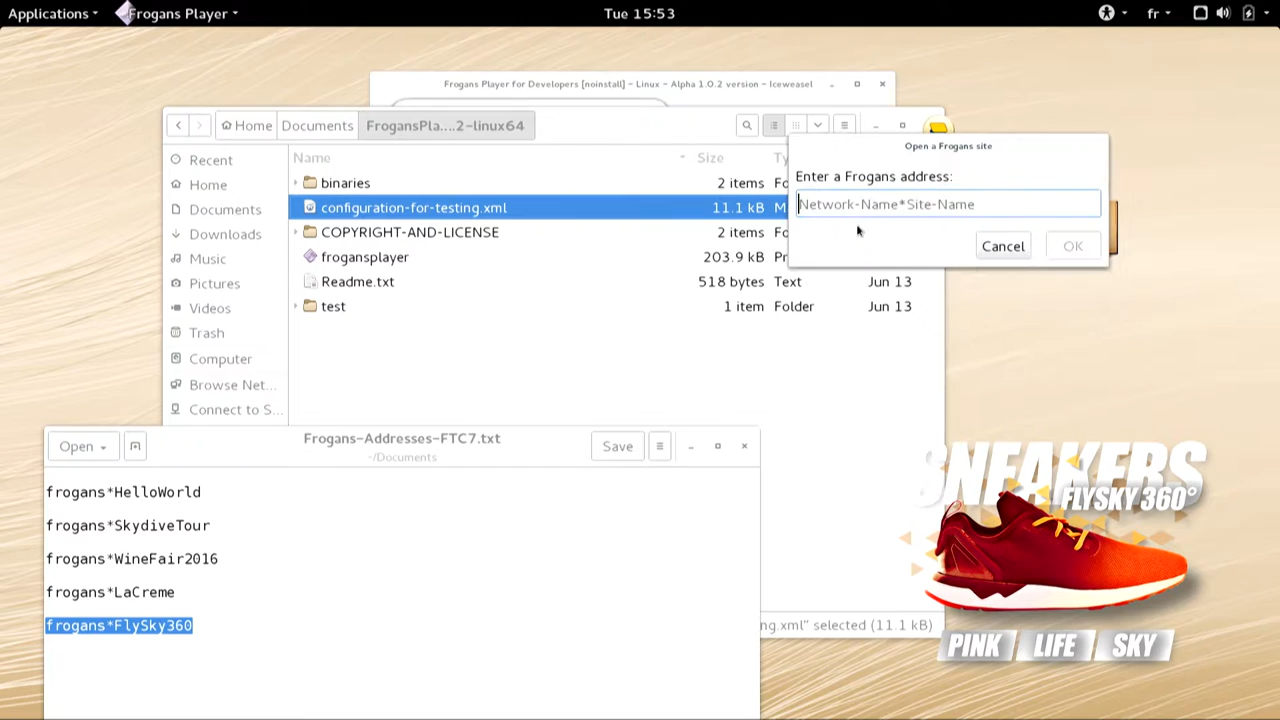 Applications
Frogans Player
Tue 15:53
fr
Frogans Player for Developers [noinstall] – Linux – Alpha 1.0.2 version – Iceweasel
Home
Documents
FrogansPla....2-linux64
Recent
Home
Documents
Downloads
Music
Pictures
Videos
Trash
Computer
Browse Net...
Connect to S...
Name
Size
binaries
2 items
configuration-for-testing.xml
11.1 kB
COPYRIGHT-AND-LICENSE
2 items
frogansplayer
203.9 kB
Readme.txt
518 bytes
Text
Jun 13
test
1 item
Folder
Jun 13
ng.xml" selected (11.1 kB)
Open a Frogans site
Enter a Frogans address:
Network-Name*Site-Name
Cancel
OK
Open
Frogans-Addresses-FTC7.txt
~/Documents
Save
frogans*HelloWorld
frogans*SkydiveTour
frogans*WineFair2016
frogans*LaCreme
frogans*FlySky360
SNEAKERS
FLYSKY 360°
PINK
LIFE
SKY